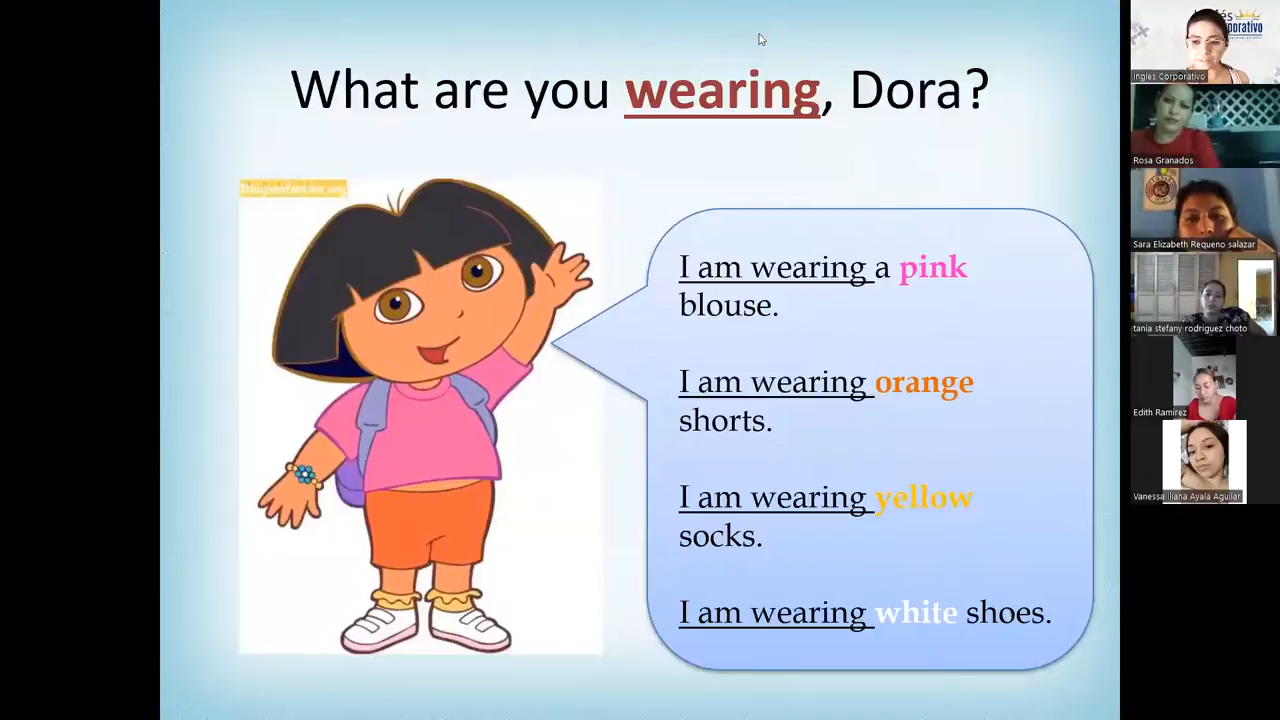 What are you wearing, Dora?
I am wearing a pink
blouse.
I am wearing orange
shorts.
I am wearing yellow
socks.
I am wearing white shoes.
Ingles Corporativo
Rosa Granados
Sara Elizabeth Requeno salazar
tania stefany rodriguez choto
Edith Ramirez
Vanessa Iliana Ayala Aguilar